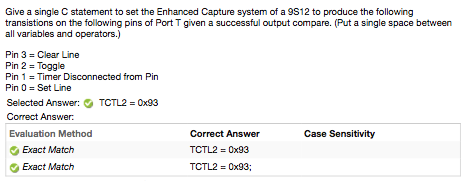 Give a single C statement to set the Enhanced Capture system of a 9S12 to produce the following
transistions on the following pins of Port T given a successful output compare. (Put a single space between
all variables and operators.)
Pin 3 = Clear Line
Pin 2 = Toggle
Pin 1 = Timer Disconnected from Pin
Pin 0 = Set Line
Selected Answer: TCTL2 = 0x93
Correct Answer:
Evaluation Method Correct Answer Case Sensitivity
Exact Match TCTL2 = 0x93
Exact Match TCTL2 = 0x93;